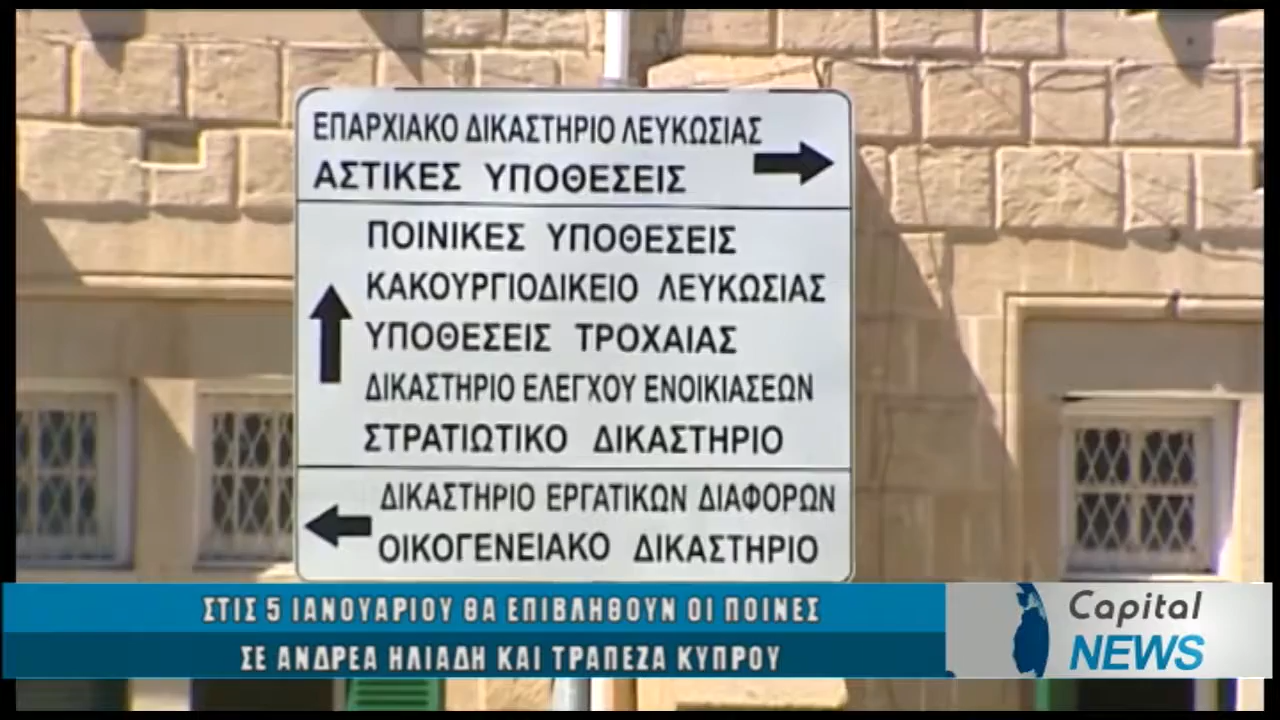 ΕΠΑΡΧΙΑΚΟ ΔΙΚΑΣΤΗΡΙΟ ΛΕΥΚΩΣΙΑΣ
ΑΣΤΙΚΕΣ ΥΠΟΘΕΣΕΙΣ
ΠΟΙΝΙΚΕΣ ΥΠΟΘΕΣΕΙΣ
ΚΑΚΟΥΡΓΙΟΔΙΚΕΙΟ ΛΕΥΚΩΣΙΑΣ
ΥΠΟΘΕΣΕΙΣ ΤΡΟΧΑΙΑΣ
ΔΙΚΑΣΤΗΡΙΟ ΕΛΕΓΧΟΥ ΕΝΟΙΚΙΑΣΕΩΝ
ΣΤΡΑΤΙΩΤΙΚΟ ΔΙΚΑΣΤΗΡΙΟ
ΔΙΚΑΣΤΗΡΙΟ ΕΡΓΑΤΙΚΩΝ ΔΙΑΦΟΡΩΝ
ΟΙΚΟΓΕΝΕΙΑΚΟ ΔΙΚΑΣΤΗΡΙΟ
ΣΤΙΣ 5 ΙΑΝΟΥΑΡΙΟΥ ΘΑ ΕΠΙΒΛΗΘΟΥΝ ΟΙ ΠΟΙΝΕΣ
ΣΕ ΑΝΔΡΕΑ ΗΛΙΑΔΗ ΚΑΙ ΤΡΑΠΕΖΑ ΚΥΠΡΟΥ
Capital
NEWS